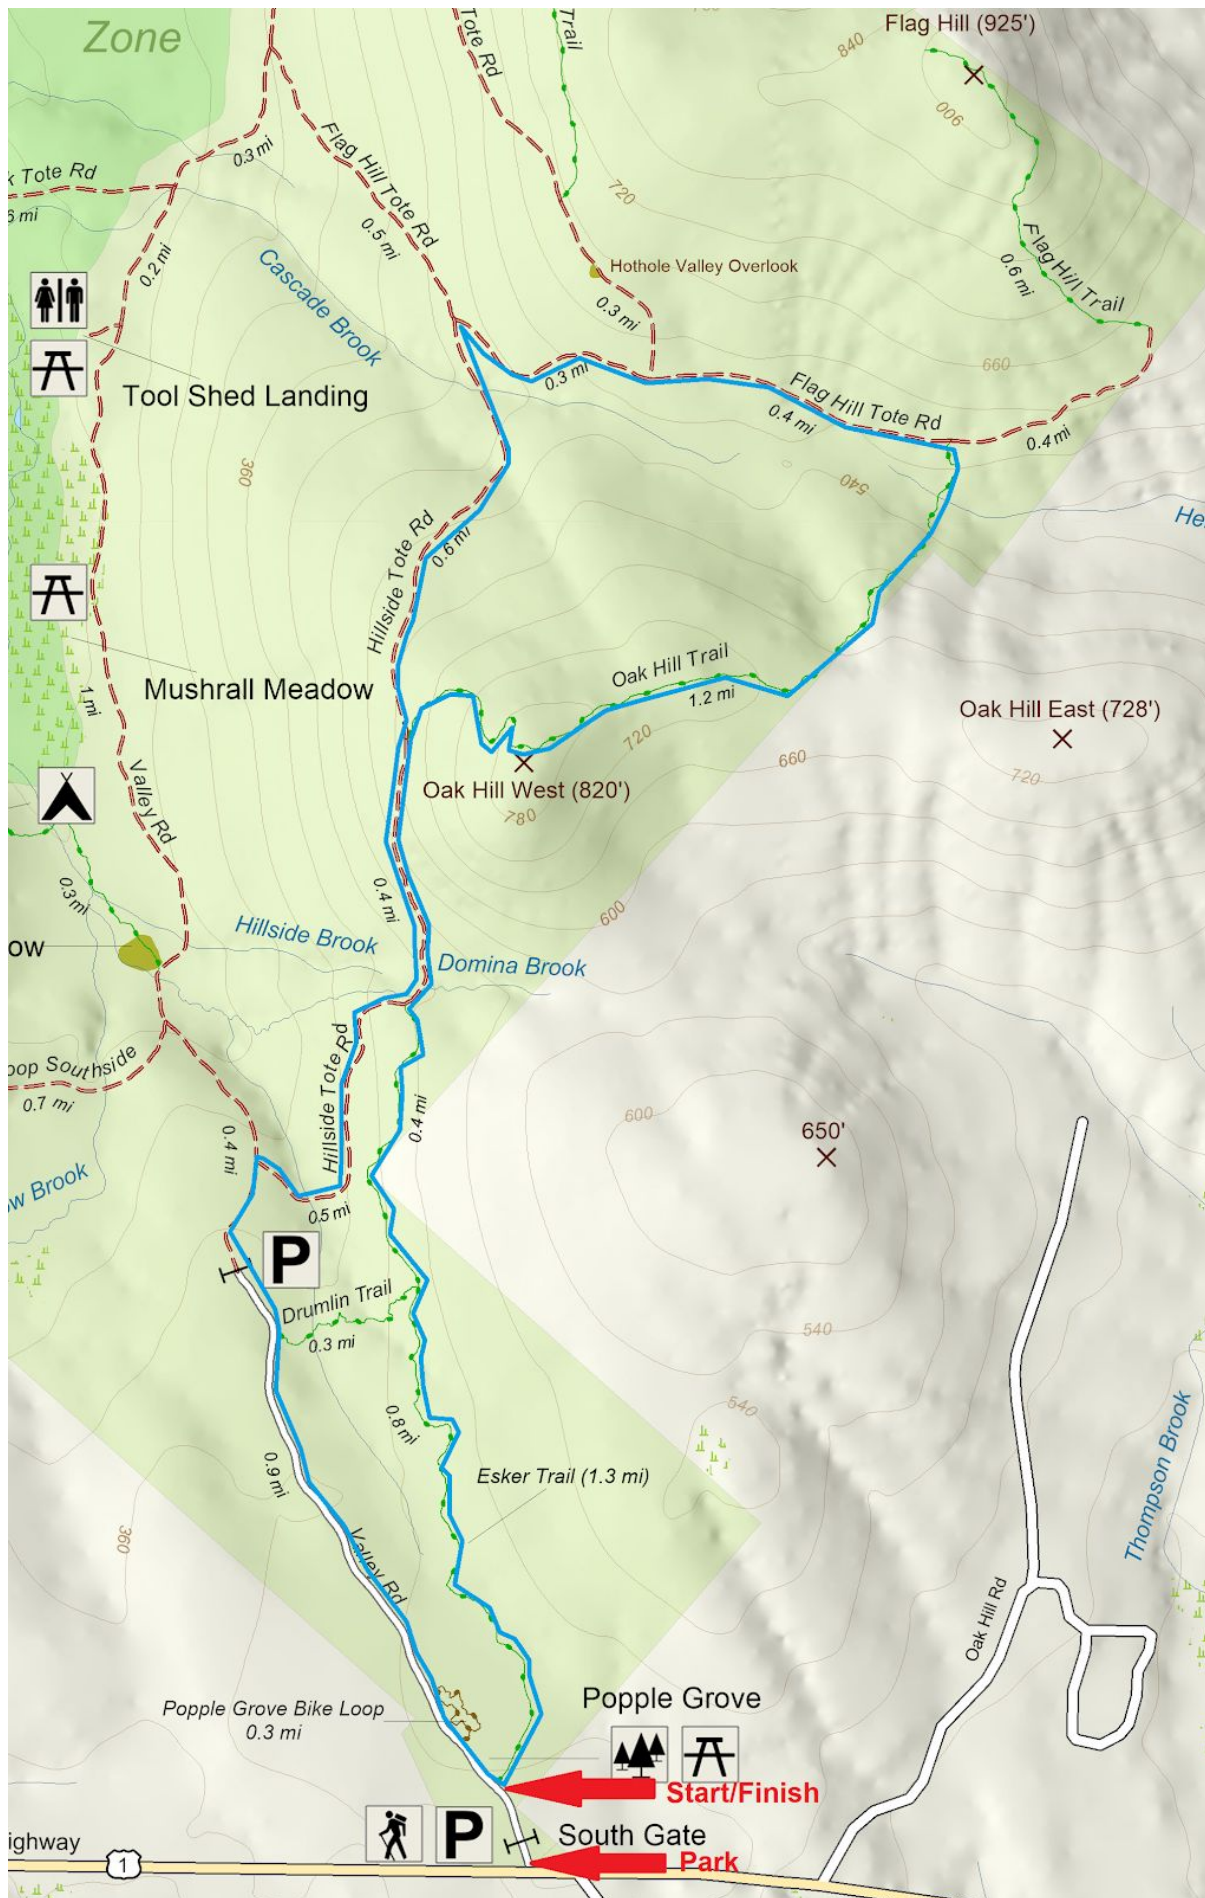 Zone
Flag Hill (925')
Tote Rd
Trail
840
900
Flag Hill Tote Rd
0.3 mi
k Tote Rd
6 mi
0.5 mi
720
0.2 mi
Cascade Brook
Hothole Valley Overlook
0.3 mi
Flag Hill Trail
0.6 mi
Tool Shed Landing
0.3 mi
660
Flag Hill Tote Rd
0.4 mi
0.4 mi
360
540
Hillside Tote Rd
0.6 mi
Oak Hill Trail
1.2 mi
Mushrall Meadow
1 mi
Oak Hill East (728')
720
720
660
Oak Hill West (820')
780
Valley Rd
0.3 mi
0.4 mi
600
Hillside Brook
Domina Brook
ow
oop Southside
0.7 mi
Hillside Tote Rd
0.4 mi
600
650'
0.4 mi
w Brook
0.5 mi
P
Drumlin Trail
0.3 mi
540
540
0.8 mi
0.9 mi
Esker Trail (1.3 mi)
Thompson Brook
360
Valley Rd
Oak Hill Rd
Popple Grove Bike Loop
0.3 mi
Popple Grove
Start/Finish
P
South Gate
Park
ighway
1